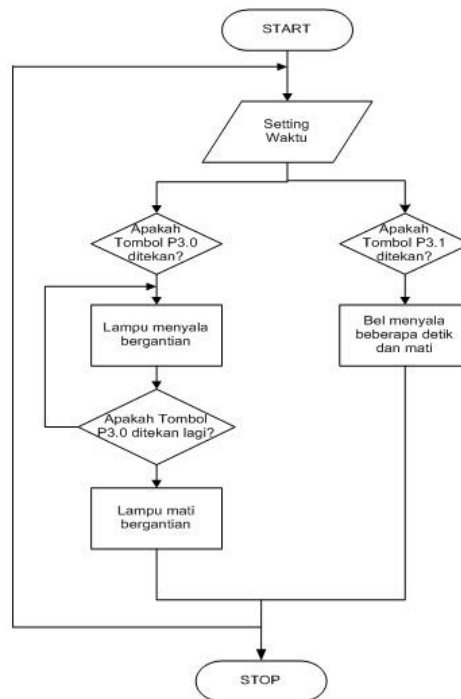 START
Setting
Waktu
Apakah
Tombol P3.0
ditekan?
Apakah
Tombol P3.1
ditekan?
Lampu menyala
bergantian
Bel menyala
beberapa detik
dan mati
Apakah Tombol
P3.0 ditekan lagi?
Lampu mati
bergantian
STOP